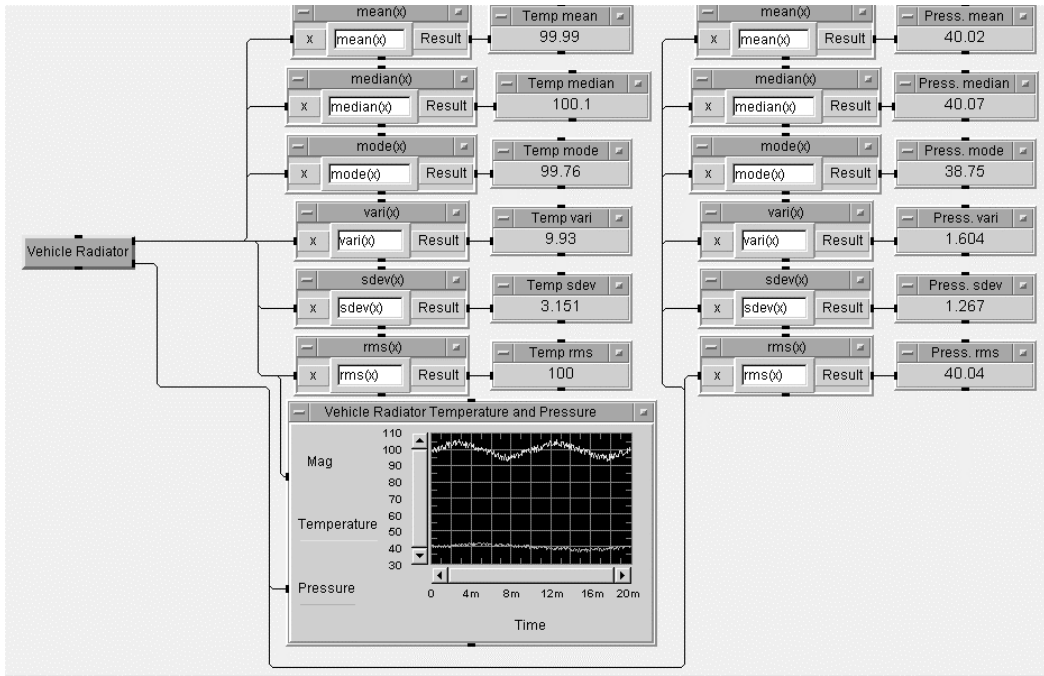 mean(x)
Temp mean
mean(x)
Press. mean
x mean(x) Result 99.99
x mean(x) Result 40.02
median(x)
Temp median
median(x)
Press. median
x median(x) Result 100.1
x median(x) Result 40.07
mode(x)
Temp mode
mode(x)
Press. mode
x mode(x) Result 99.76
x mode(x) Result 38.75
vari(x)
Temp vari
vari(x)
Press. vari
x vari(x) Result 9.93
x vari(x) Result 1.604
Vehicle Radiator
sdev(x)
Temp sdev
sdev(x)
Press. sdev
x sdev(x) Result 3.151
x sdev(x) Result 1.267
rms(x)
Temp rms
rms(x)
Press. rms
x rms(x) Result 100
x rms(x) Result 40.04
Vehicle Radiator Temperature and Pressure
Mag
Temperature
Pressure
110
100
90
80
70
60
50
40
30
0 4m 8m 12m 16m 20m
Time